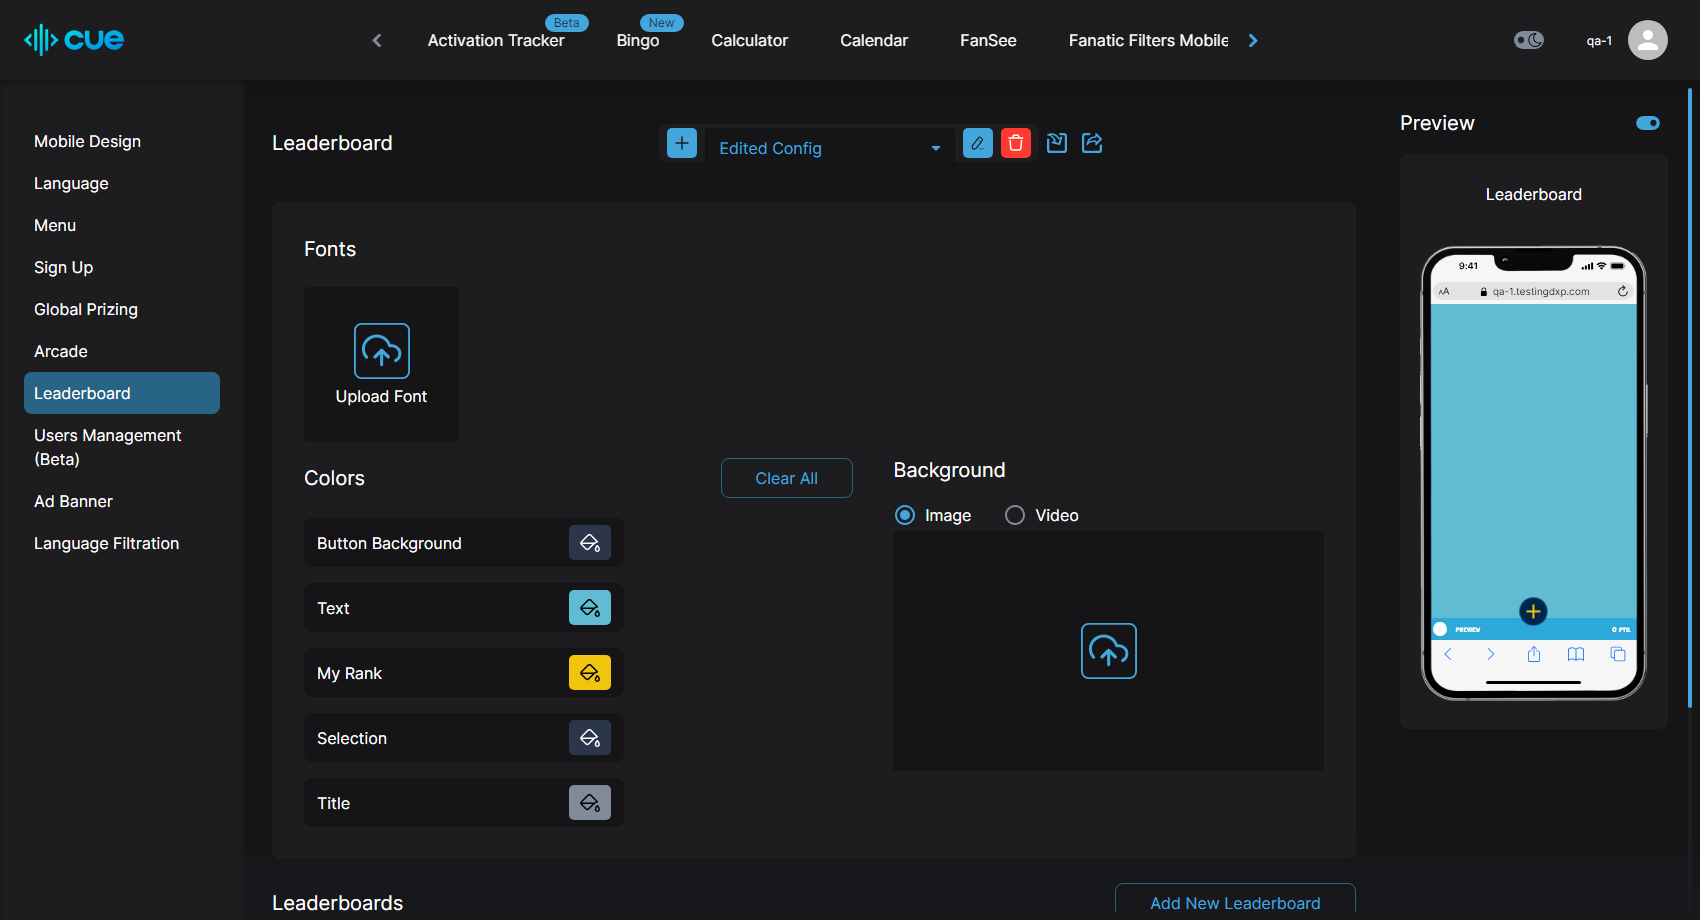 cue
Activation Tracker
Beta
Bingo
New
Calculator
Calendar
FanSee
Fanatic Filters Mobile
qa-1
Mobile Design
Language
Menu
Sign Up
Global Prizing
Arcade
Leaderboard
Users Management
(Beta)
Ad Banner
Language Filtration
Leaderboard
Edited Config
Fonts
Upload Font
Colors
Clear All
Button Background
Text
My Rank
Selection
Title
Background
Image
Video
Leaderboards
Add New Leaderboard
Preview
Leaderboard
9:41
AA
qa-1.testingdxp.com
PREVIEW
0 PTS.